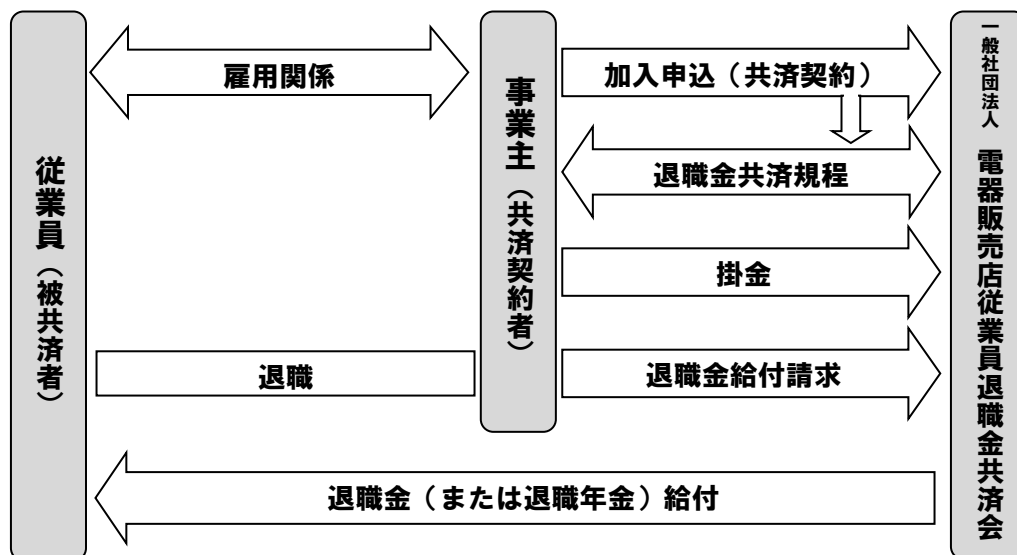 従業員（被共済者）
雇用関係
退職
事業主（共済契約者）
加入申込（共済契約）
退職金共済規程
掛金
退職金給付請求
退職金（または退職年金）給付
一般社団法人 電器販売店従業員退職金共済会